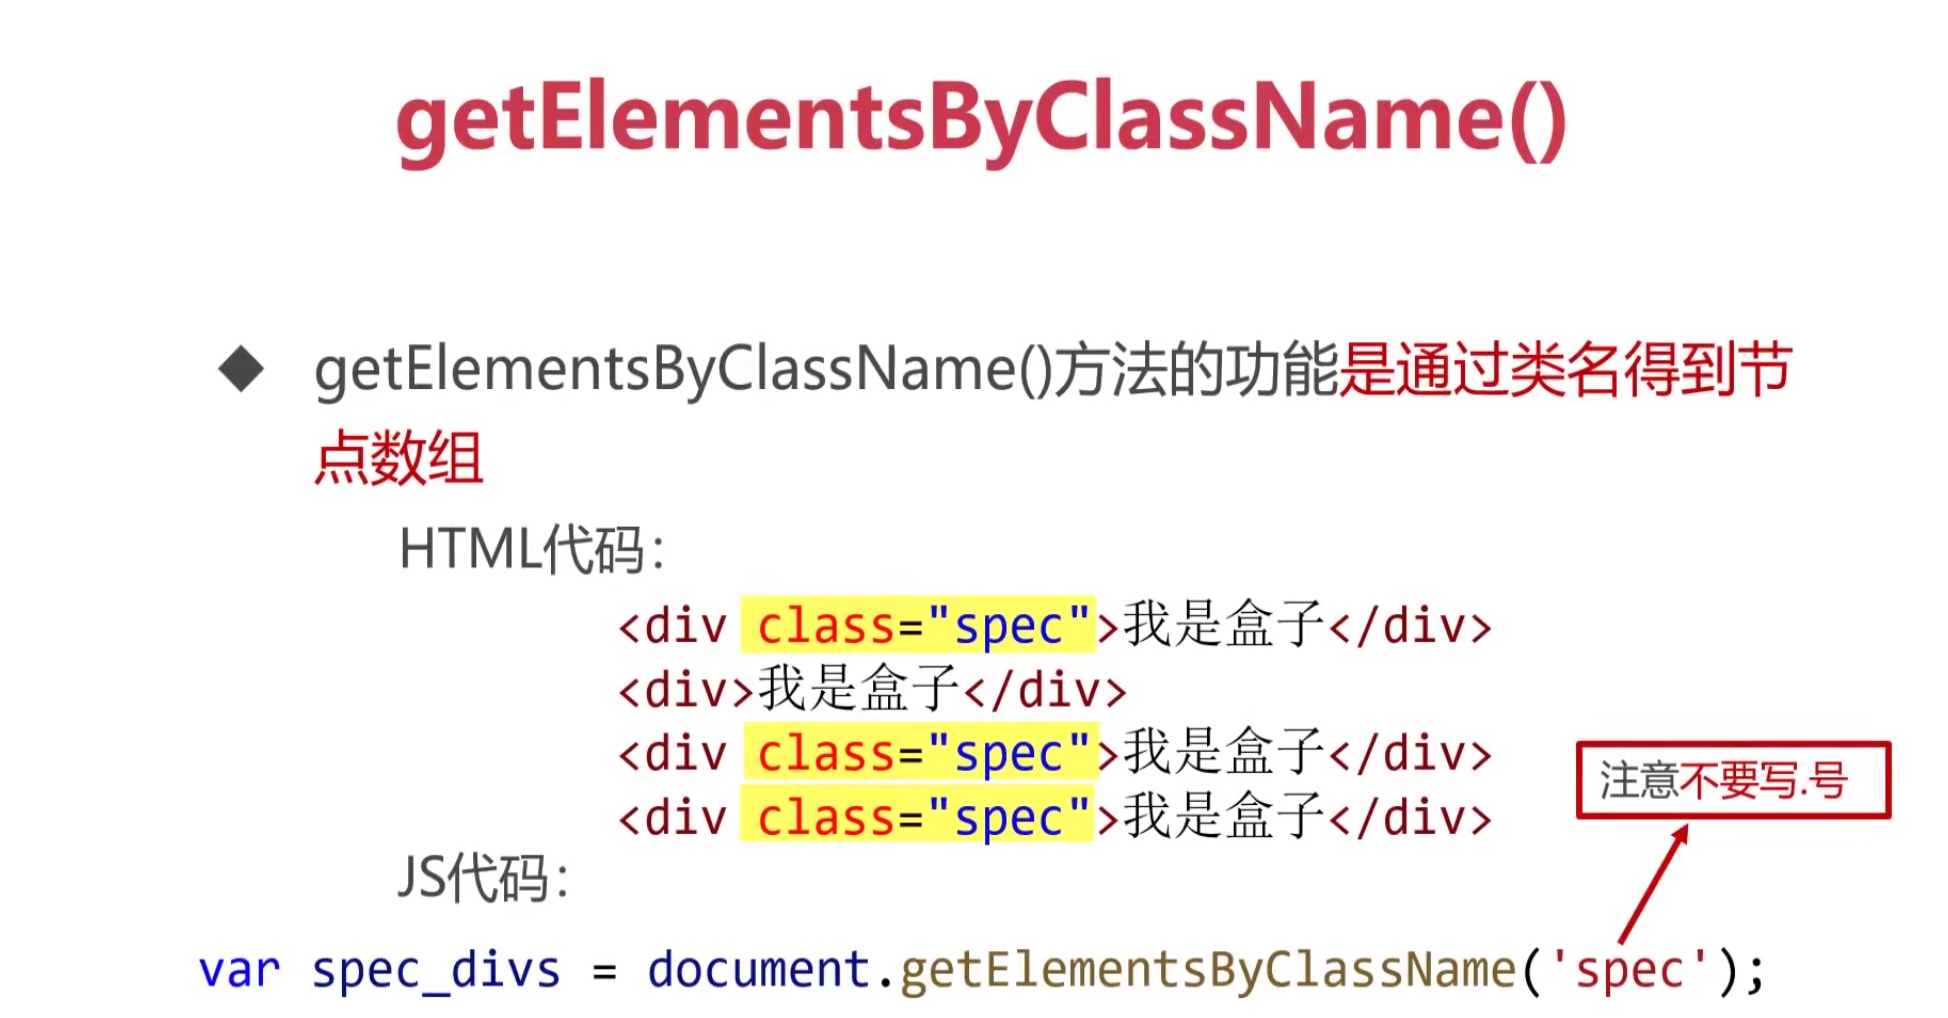 getElementsByClassName()
getElementsByClassName()方法的功能是通过类名得到节
点数组
HTML代码：
<div class="spec">我是盒子</div>
<div>我是盒子</div>
<div class="spec">我是盒子</div>
<div class="spec">我是盒子</div>
注意不要写.号
JS代码：
var spec_divs = document.getElementsByClassName('spec');